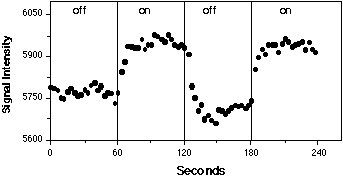 6050 off on off on
5900
5750
5600
Signal Intensity
0 60 120 180 240
Seconds